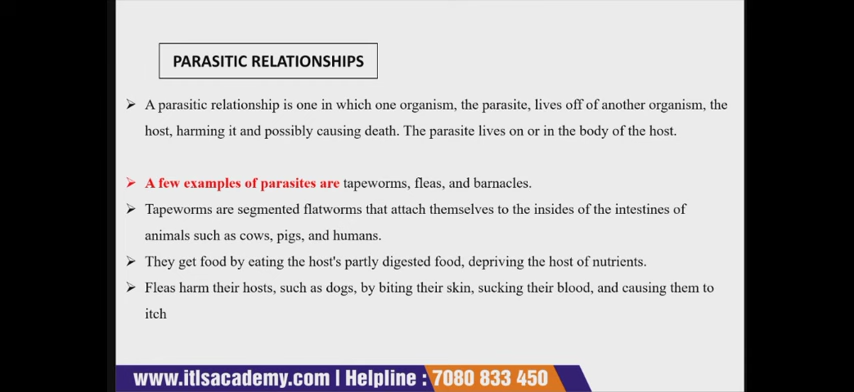 PARASITIC RELATIONSHIPS
➢ A parasitic relationship is one in which one organism, the parasite, lives off of another organism, the
host, harming it and possibly causing death. The parasite lives on or in the body of the host.
➢ A few examples of parasites are tapeworms, fleas, and barnacles.
➢ Tapeworms are segmented flatworms that attach themselves to the insides of the intestines of
animals such as cows, pigs, and humans.
➢ They get food by eating the host's partly digested food, depriving the host of nutrients.
➢ Fleas harm their hosts, such as dogs, by biting their skin, sucking their blood, and causing them to
itch
www.itlsacademy.com | Helpline : 7080 833 450